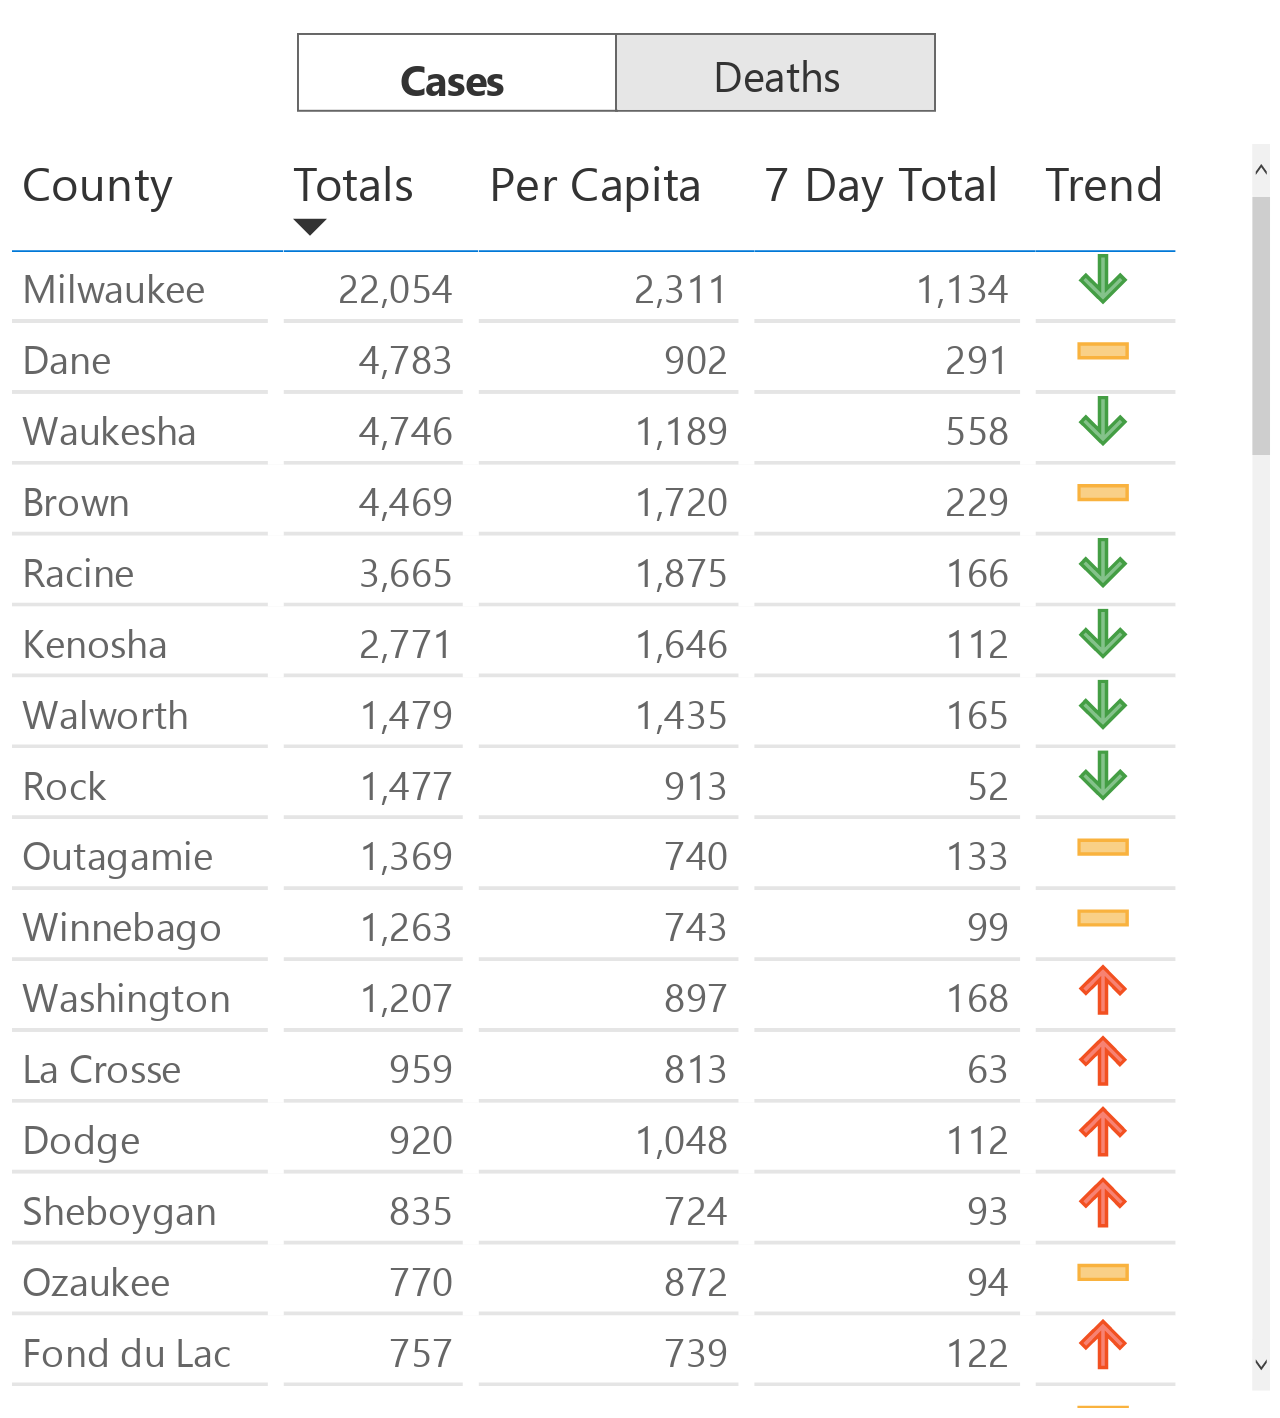 Cases Deaths
County Totals Per Capita 7 Day Total Trend
Milwaukee 22,054 2,311 1,134
Dane 4,783 902 291
Waukesha 4,746 1,189 558
Brown 4,469 1,720 229
Racine 3,665 1,875 166
Kenosha 2,771 1,646 112
Walworth 1,479 1,435 165
Rock 1,477 913 52
Outagamie 1,369 740 133
Winnebago 1,263 743 99
Washington 1,207 897 168
La Crosse 959 813 63
Dodge 920 1,048 112
Sheboygan 835 724 93
Ozaukee 770 872 94
Fond du Lac 757 739 122